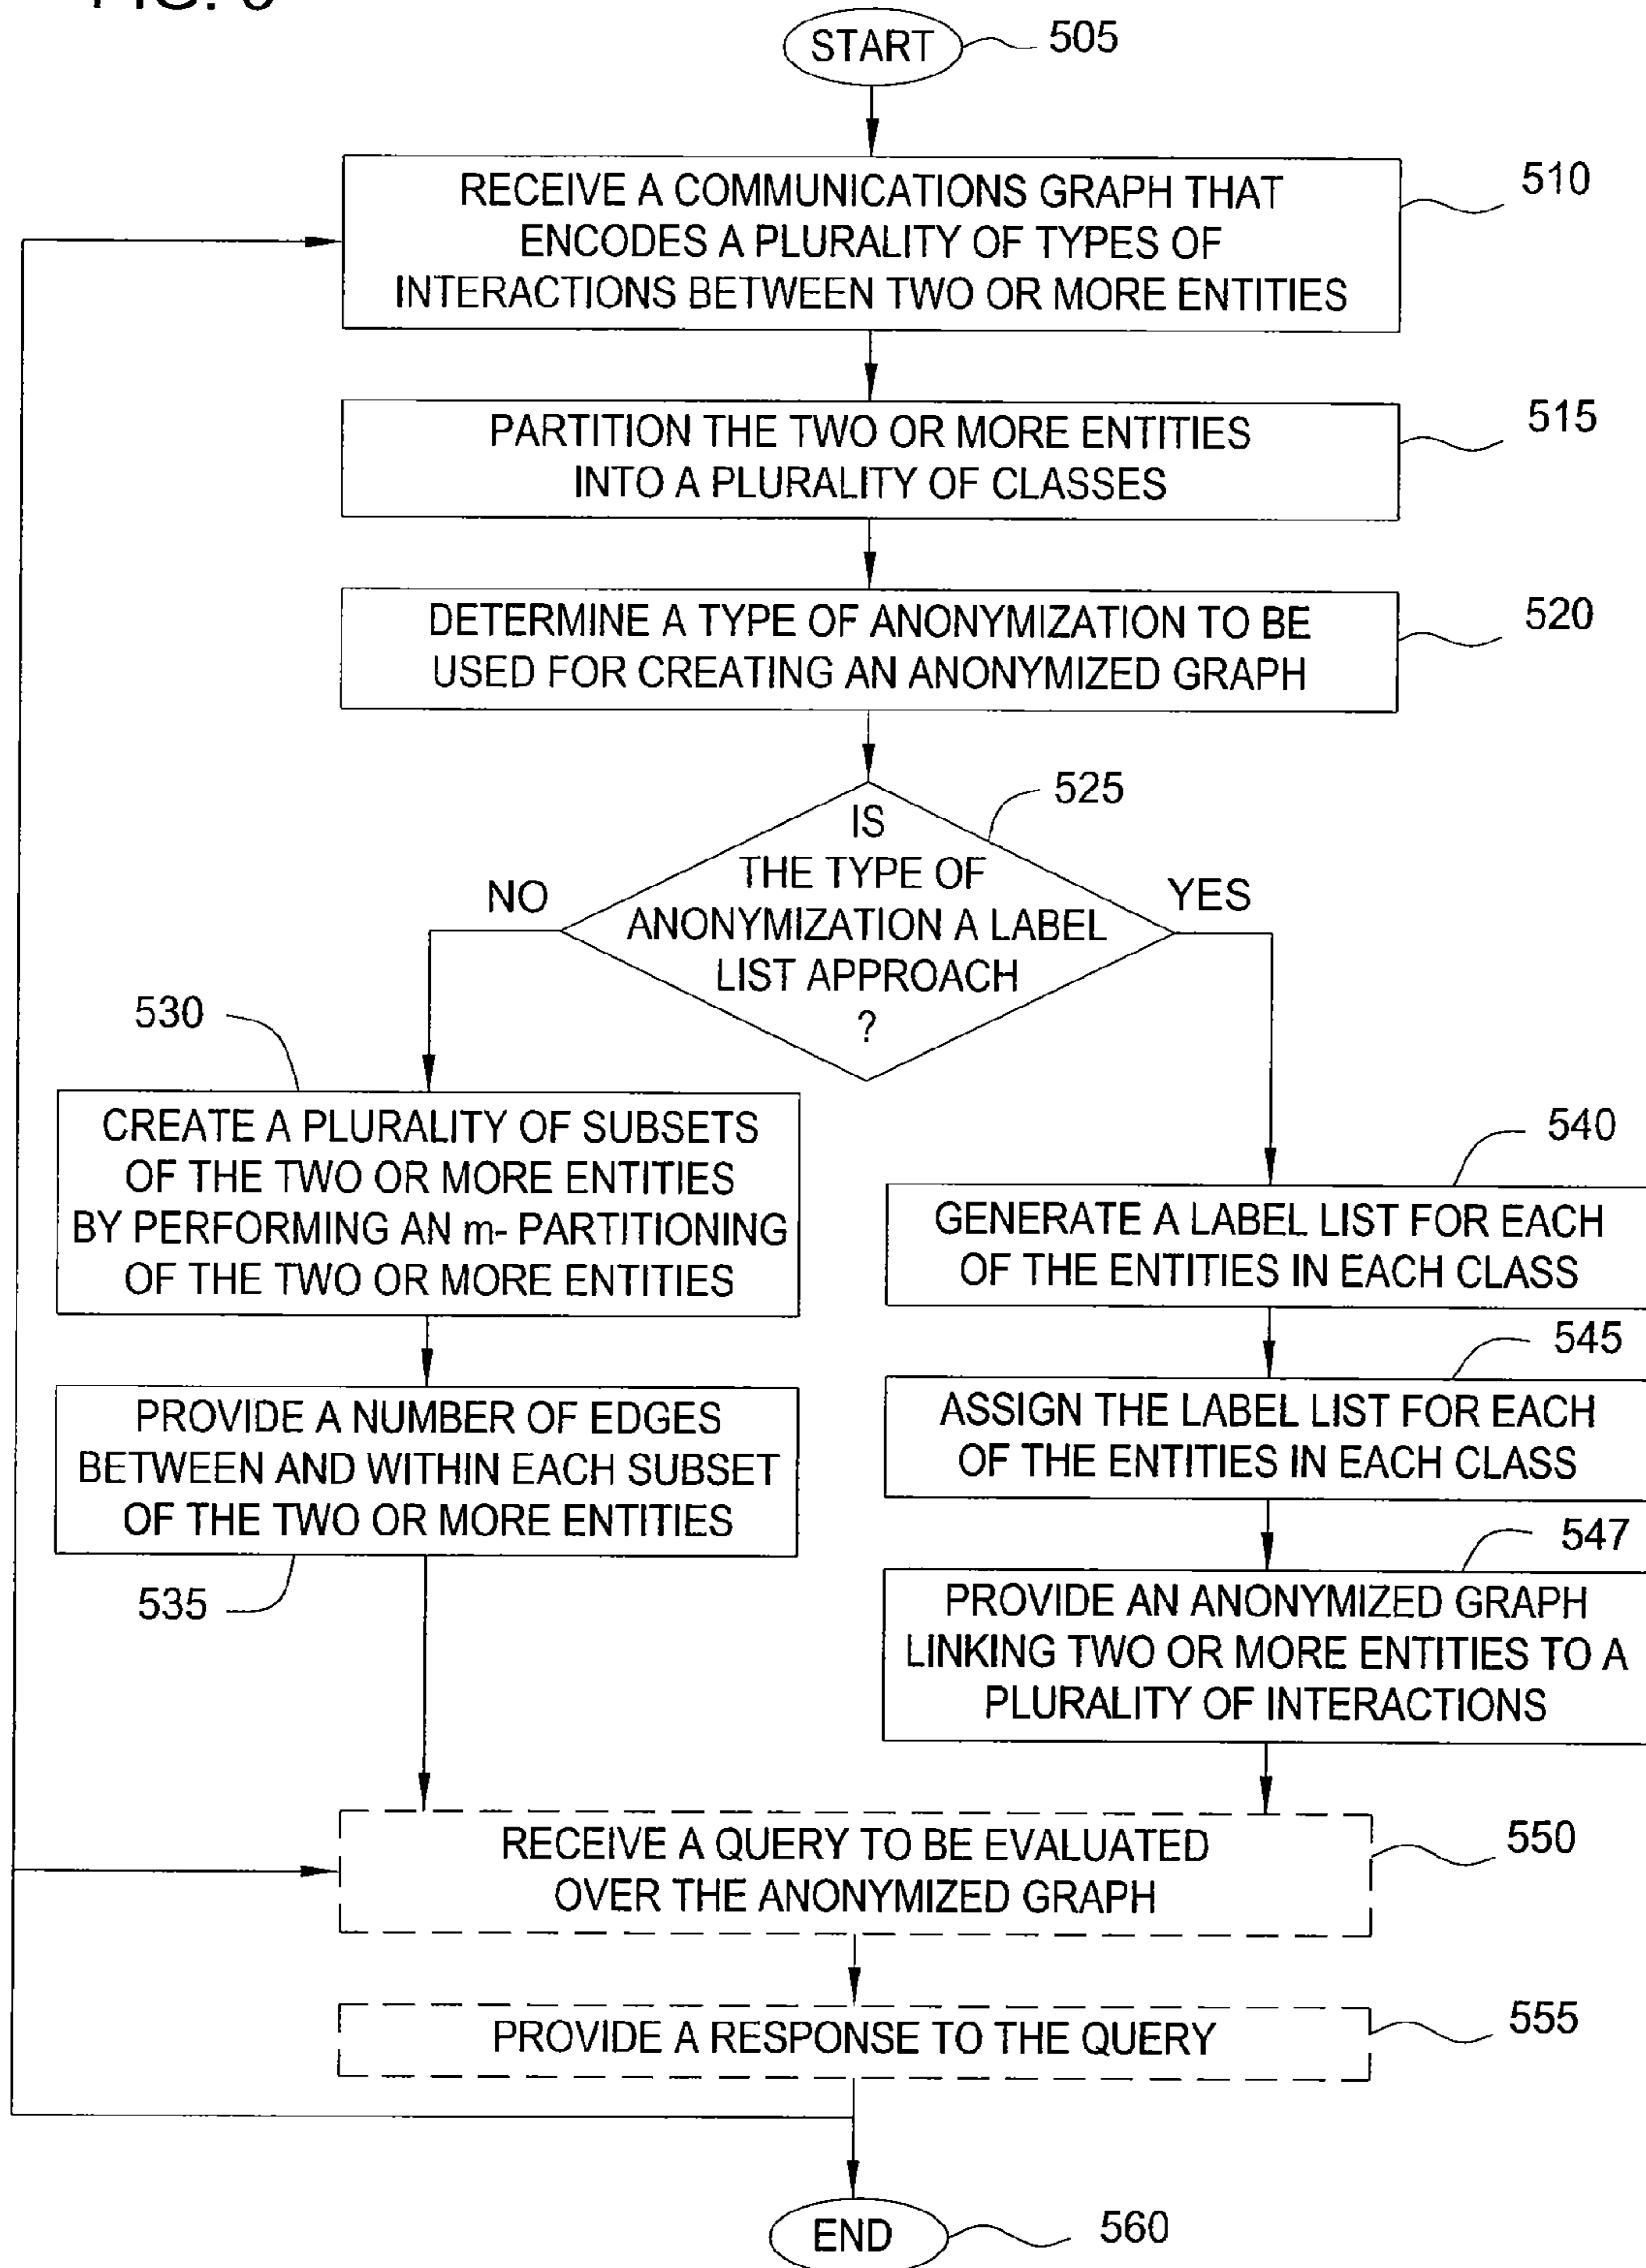 START
505
RECEIVE A COMMUNICATIONS GRAPH THAT
ENCODES A PLURALITY OF TYPES OF
INTERACTIONS BETWEEN TWO OR MORE ENTITIES
510
PARTITION THE TWO OR MORE ENTITIES
INTO A PLURALITY OF CLASSES
515
DETERMINE A TYPE OF ANONYMIZATION TO BE
USED FOR CREATING AN ANONYMIZED GRAPH
520
IS
THE TYPE OF
ANONYMIZATION A LABEL
LIST APPROACH
?
525
NO
YES
530
CREATE A PLURALITY OF SUBSETS
OF THE TWO OR MORE ENTITIES
BY PERFORMING AN m- PARTITIONING
OF THE TWO OR MORE ENTITIES
PROVIDE A NUMBER OF EDGES
BETWEEN AND WITHIN EACH SUBSET
OF THE TWO OR MORE ENTITIES
535
540
GENERATE A LABEL LIST FOR EACH
OF THE ENTITIES IN EACH CLASS
545
ASSIGN THE LABEL LIST FOR EACH
OF THE ENTITIES IN EACH CLASS
547
PROVIDE AN ANONYMIZED GRAPH
LINKING TWO OR MORE ENTITIES TO A
PLURALITY OF INTERACTIONS
RECEIVE A QUERY TO BE EVALUATED
OVER THE ANONYMIZED GRAPH
550
PROVIDE A RESPONSE TO THE QUERY
555
END
560